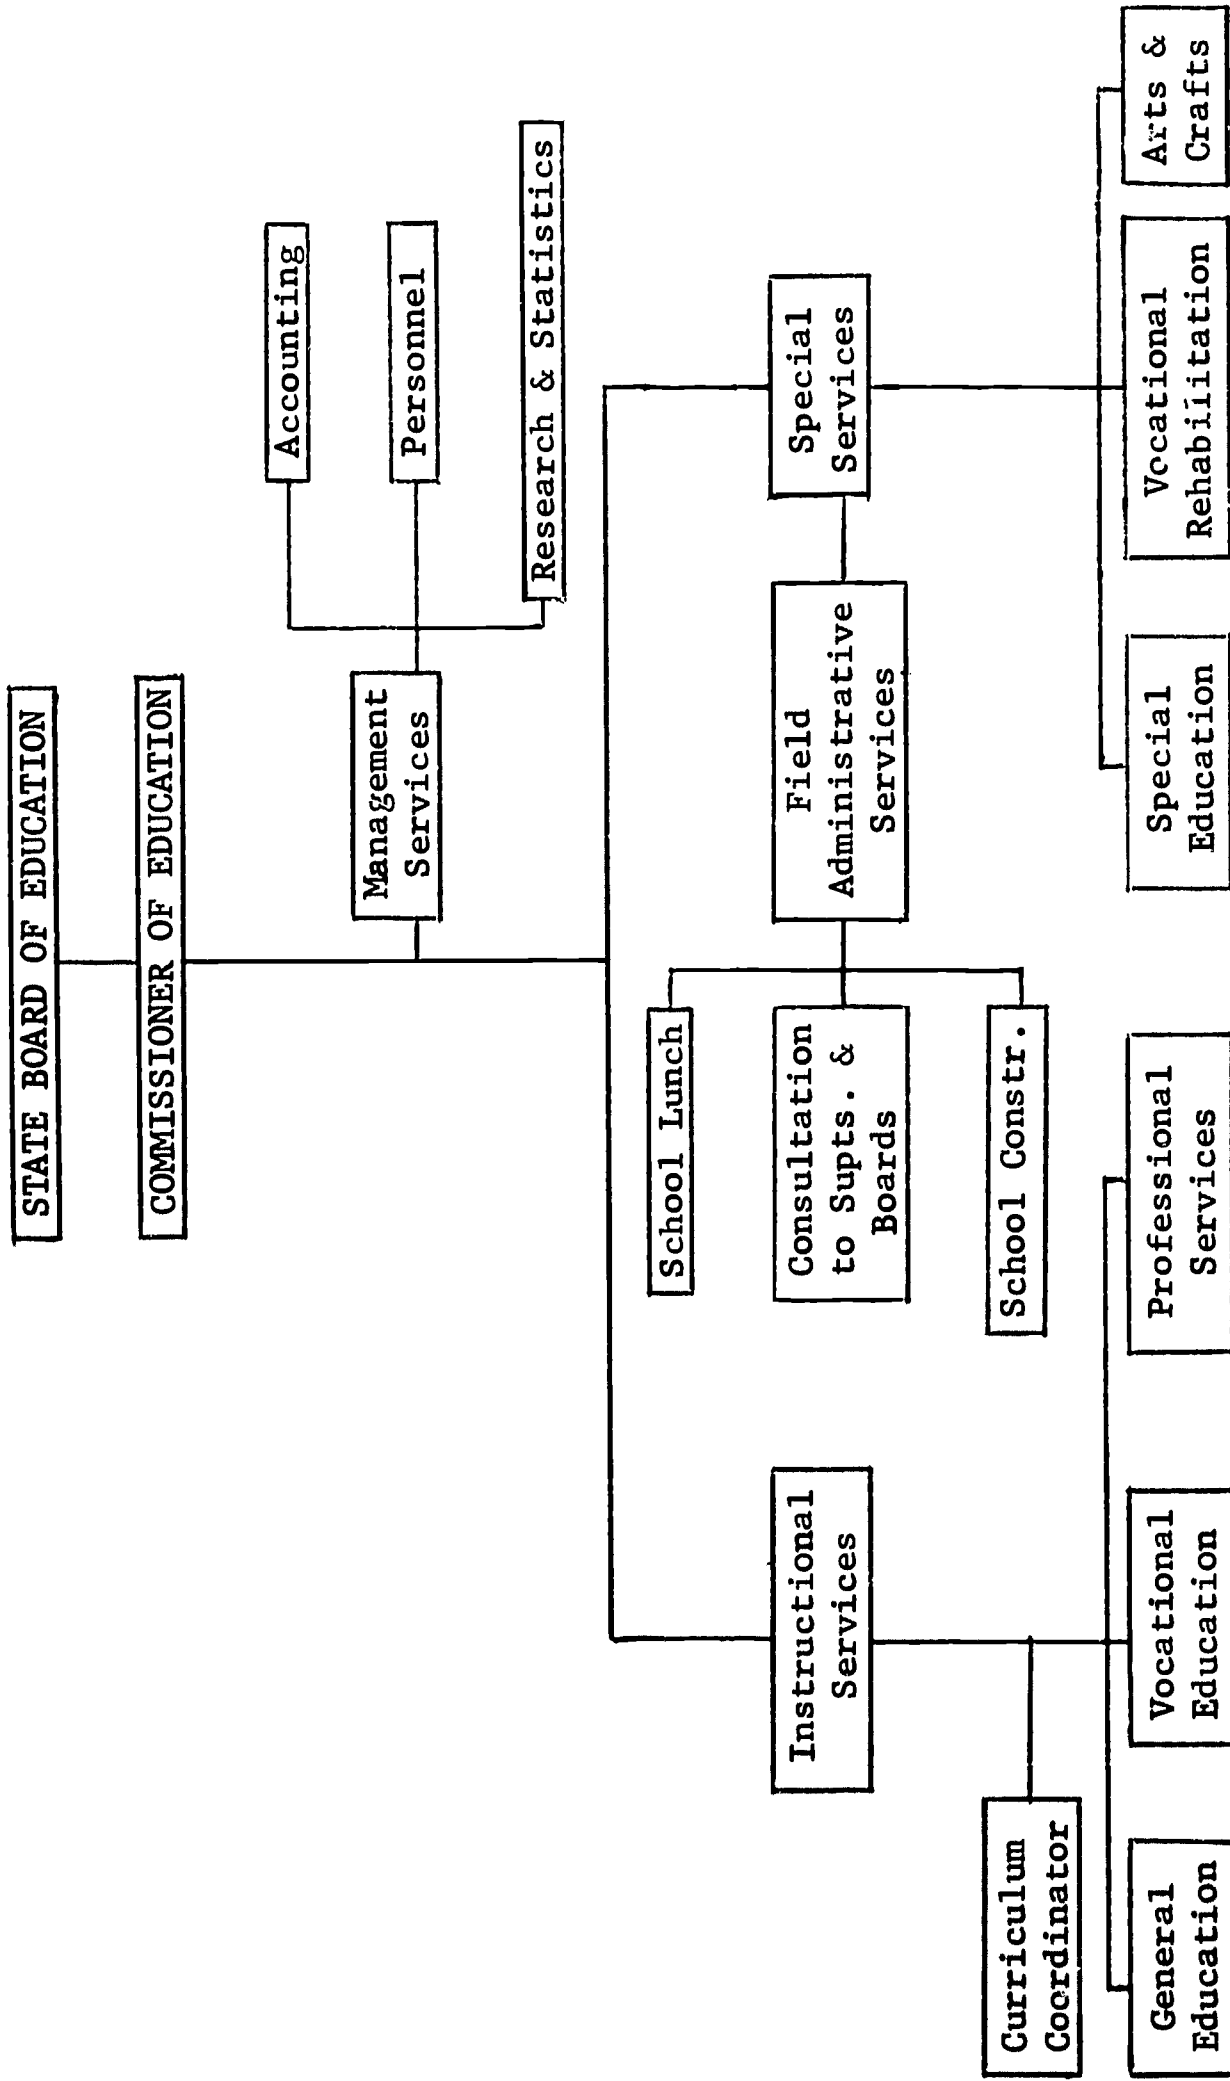 STATE BOARD OF EDUCATION
COMMISSIONER OF EDUCATION
Management
Services
Accounting
Personnel
Research & Statistics
Instructional
Services
School Lunch
Consultation
to Supts. &
Boards
School Constr.
Field
Administrative
Services
Special
Services
Curriculum
Coordinator
General
Education
Vocational
Education
Professional
Services
Special
Education
Vocational
Rehabilitation
Arts &
Crafts